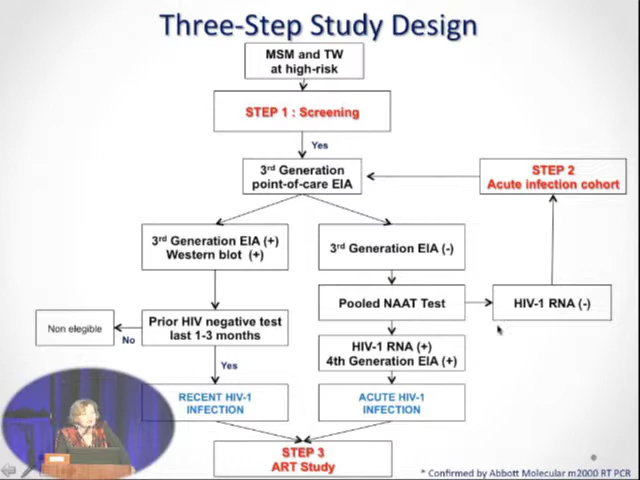 Three-Step Study Design
MSM and TW
at high-risk
STEP 1 : Screening
Yes
3rd Generation
point-of-care EIA
STEP 2
Acute infection cohort
3rd Generation EIA (+)
Western blot (+)
3rd Generation EIA (-)
Pooled NAAT Test
HIV-1 RNA (-)
Non elegible
No
Prior HIV negative test
last 1-3 months
HIV-1 RNA (+)
4th Generation EIA (+)
Yes
RECENT HIV-1
INFECTION
ACUTE HIV-1
INFECTION
STEP 3
ART Study
* Confirmed by Abbott Molecular m2000 RT PCR